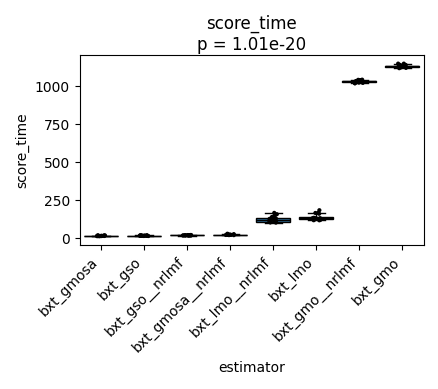 score_time
p = 1.01e-20
score_time
1000
750
500
250
0
bxt_gmosa
bxt_gso
bxt_gso__nrlmf
bxt_gmosa__nrlmf
bxt_lmo__nrlmf
bxt_lmo
bxt_gmo__nrlmf
bxt_gmo
estimator